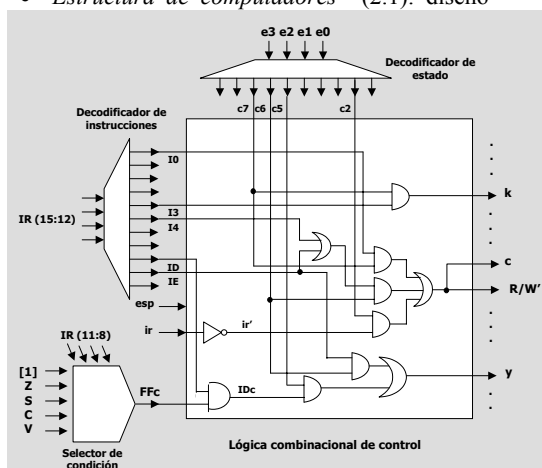 • Estructura de computadores (2.1): diseño
e3 e2 e1 e0
Decodificador de
estado
c7 c6 c5 c2
Decodificador de
instrucciones
I0
k
IR (15:12)
I3
I4
c
ID
IE
R/W'
esp
ir
ir'
IR (11:8)
[1]
Z
S
C
V
FFc
IDc
y
Selector de
condición
Lógica combinacional de control